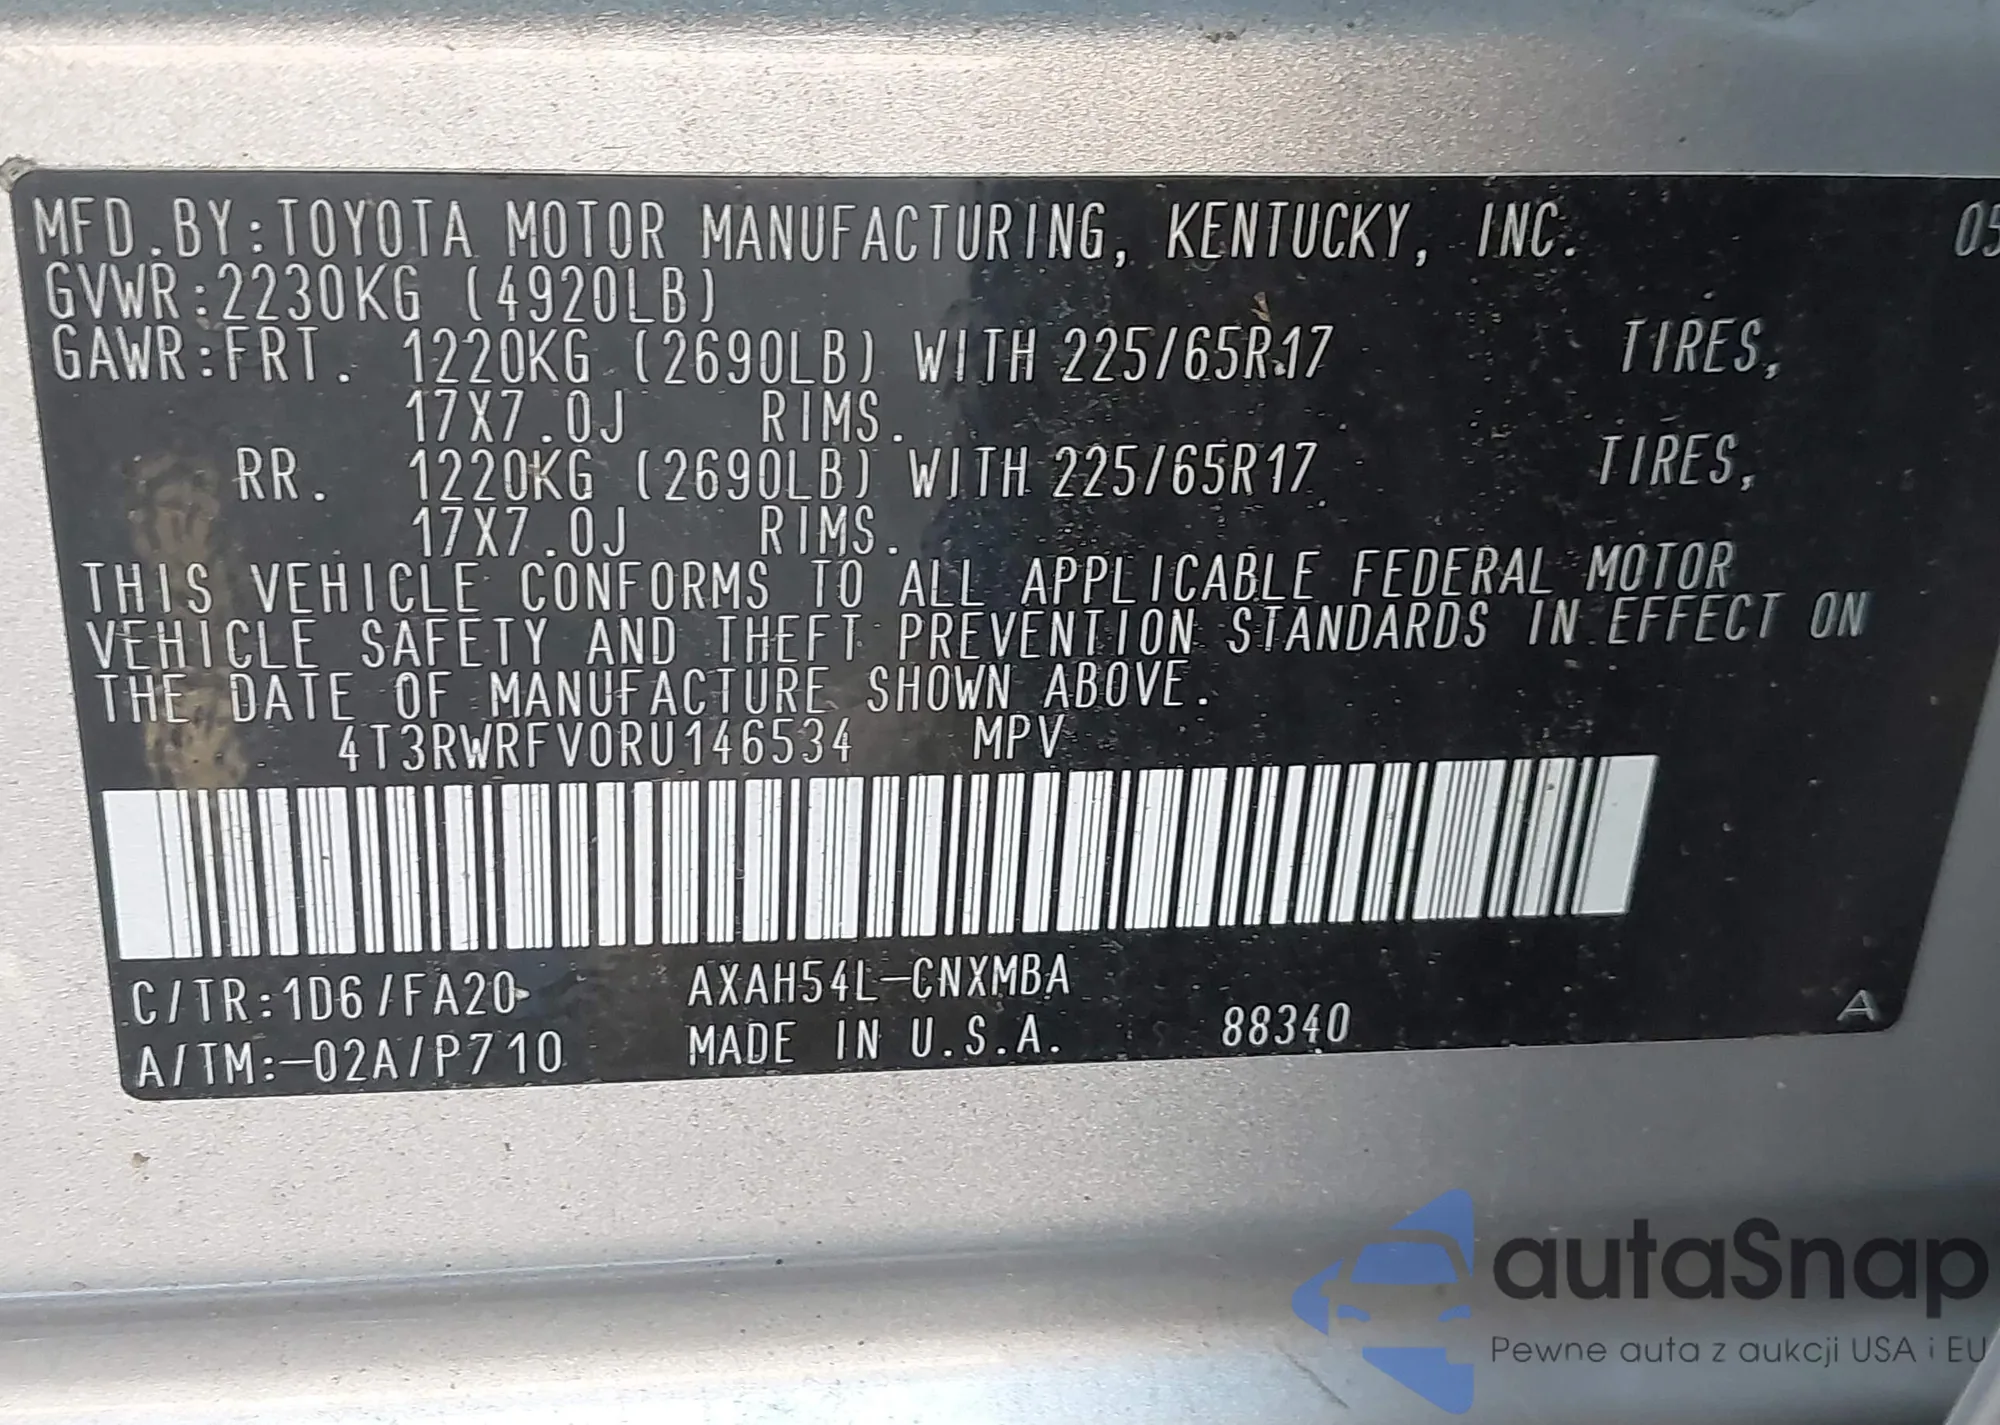 MFD.BY:TOYOTA MOTOR MANUFACTURING, KENTUCKY, INC. 05
GVWR:2230KG (4920LB)
GAWR:FRT. 1220KG (2690LB) WITH 225/65R17 TIRES,
17X7.0J RIMS.
RR. 1220KG (2690LB) WITH 225/65R17 TIRES,
17X7.0J RIMS.
THIS VEHICLE CONFORMS TO ALL APPLICABLE FEDERAL MOTOR
VEHICLE SAFETY AND THEFT PREVENTION STANDARDS IN EFFECT ON
THE DATE OF MANUFACTURE SHOWN ABOVE.
4T3RWRFV0RU146534 MPV
C/TR:1D6/FA20 AXAH54L-CNXMBA
A/TM:-02A/P710 MADE IN U.S.A. 88340 A
autaSnap
Pewne auta z aukcji USA i EU